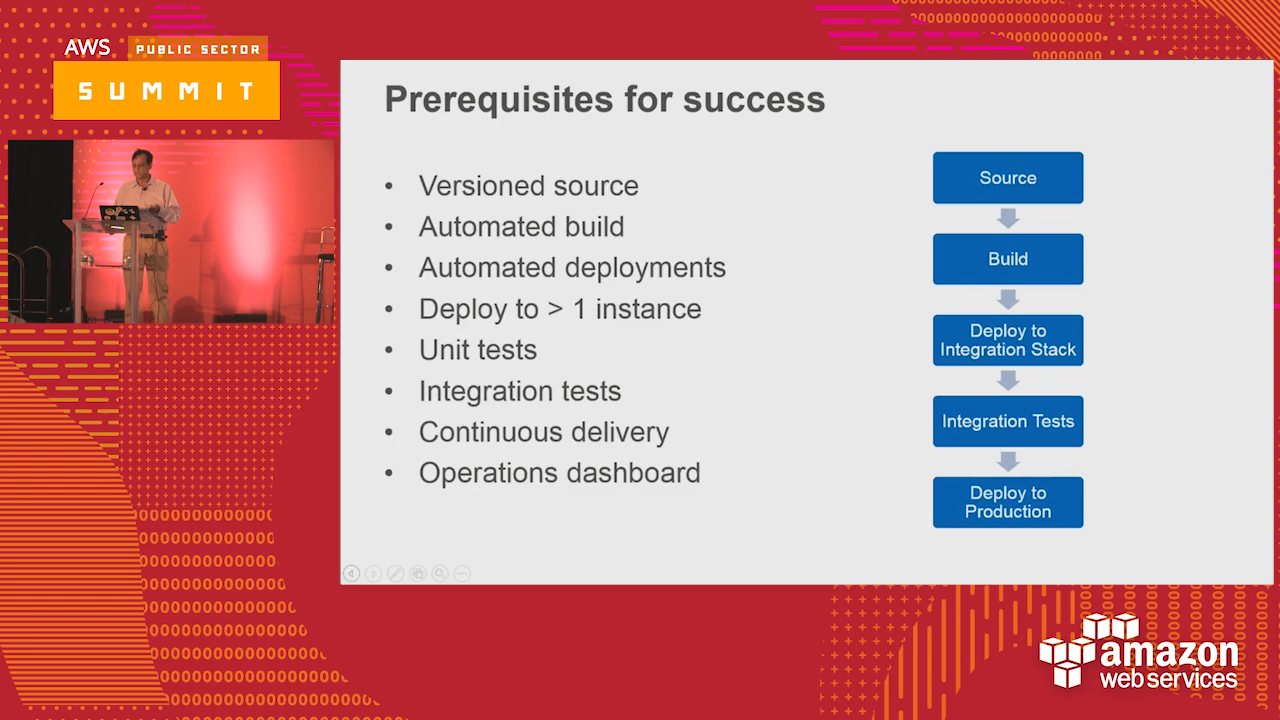 AWS PUBLIC SECTOR
SUMMIT
Prerequisites for success
• Versioned source
• Automated build
• Automated deployments
• Deploy to > 1 instance
• Unit tests
• Integration tests
• Continuous delivery
• Operations dashboard
Source
Build
Deploy to
Integration Stack
Integration Tests
Deploy to
Production
amazon
web services